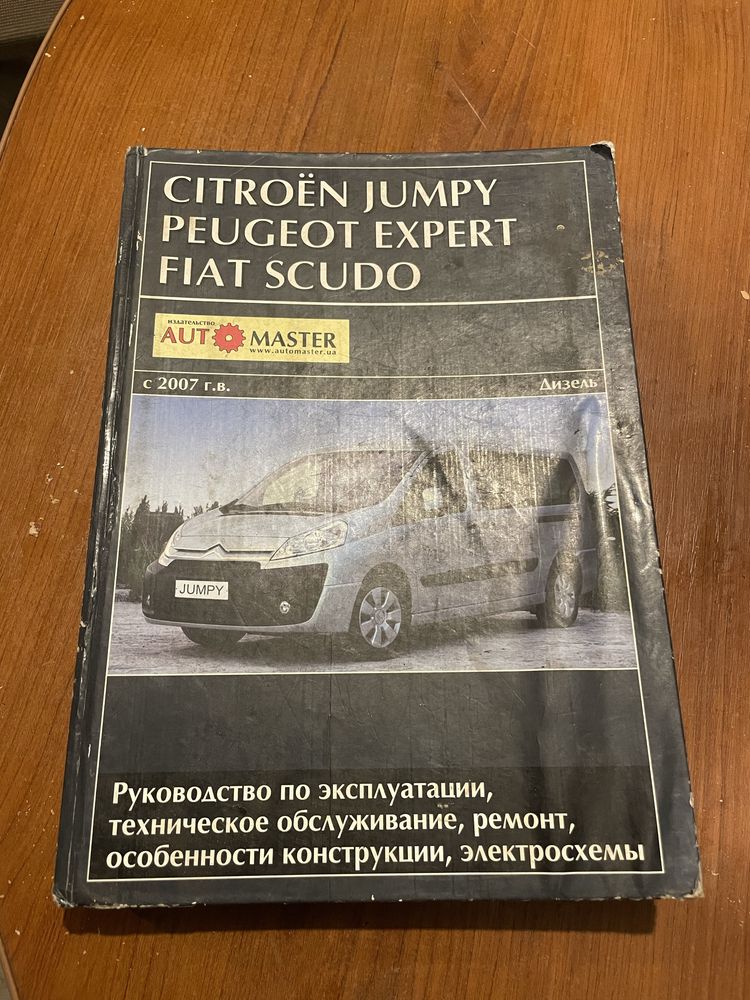 CITROËN JUMPY
PEUGEOT EXPERT
FIAT SCUDO
издательство
AUTOMASTER
www.automaster.ua
с 2007 г.в. Дизель
JUMPY
Руководство по эксплуатации,
техническое обслуживание, ремонт,
особенности конструкции, электросхемы